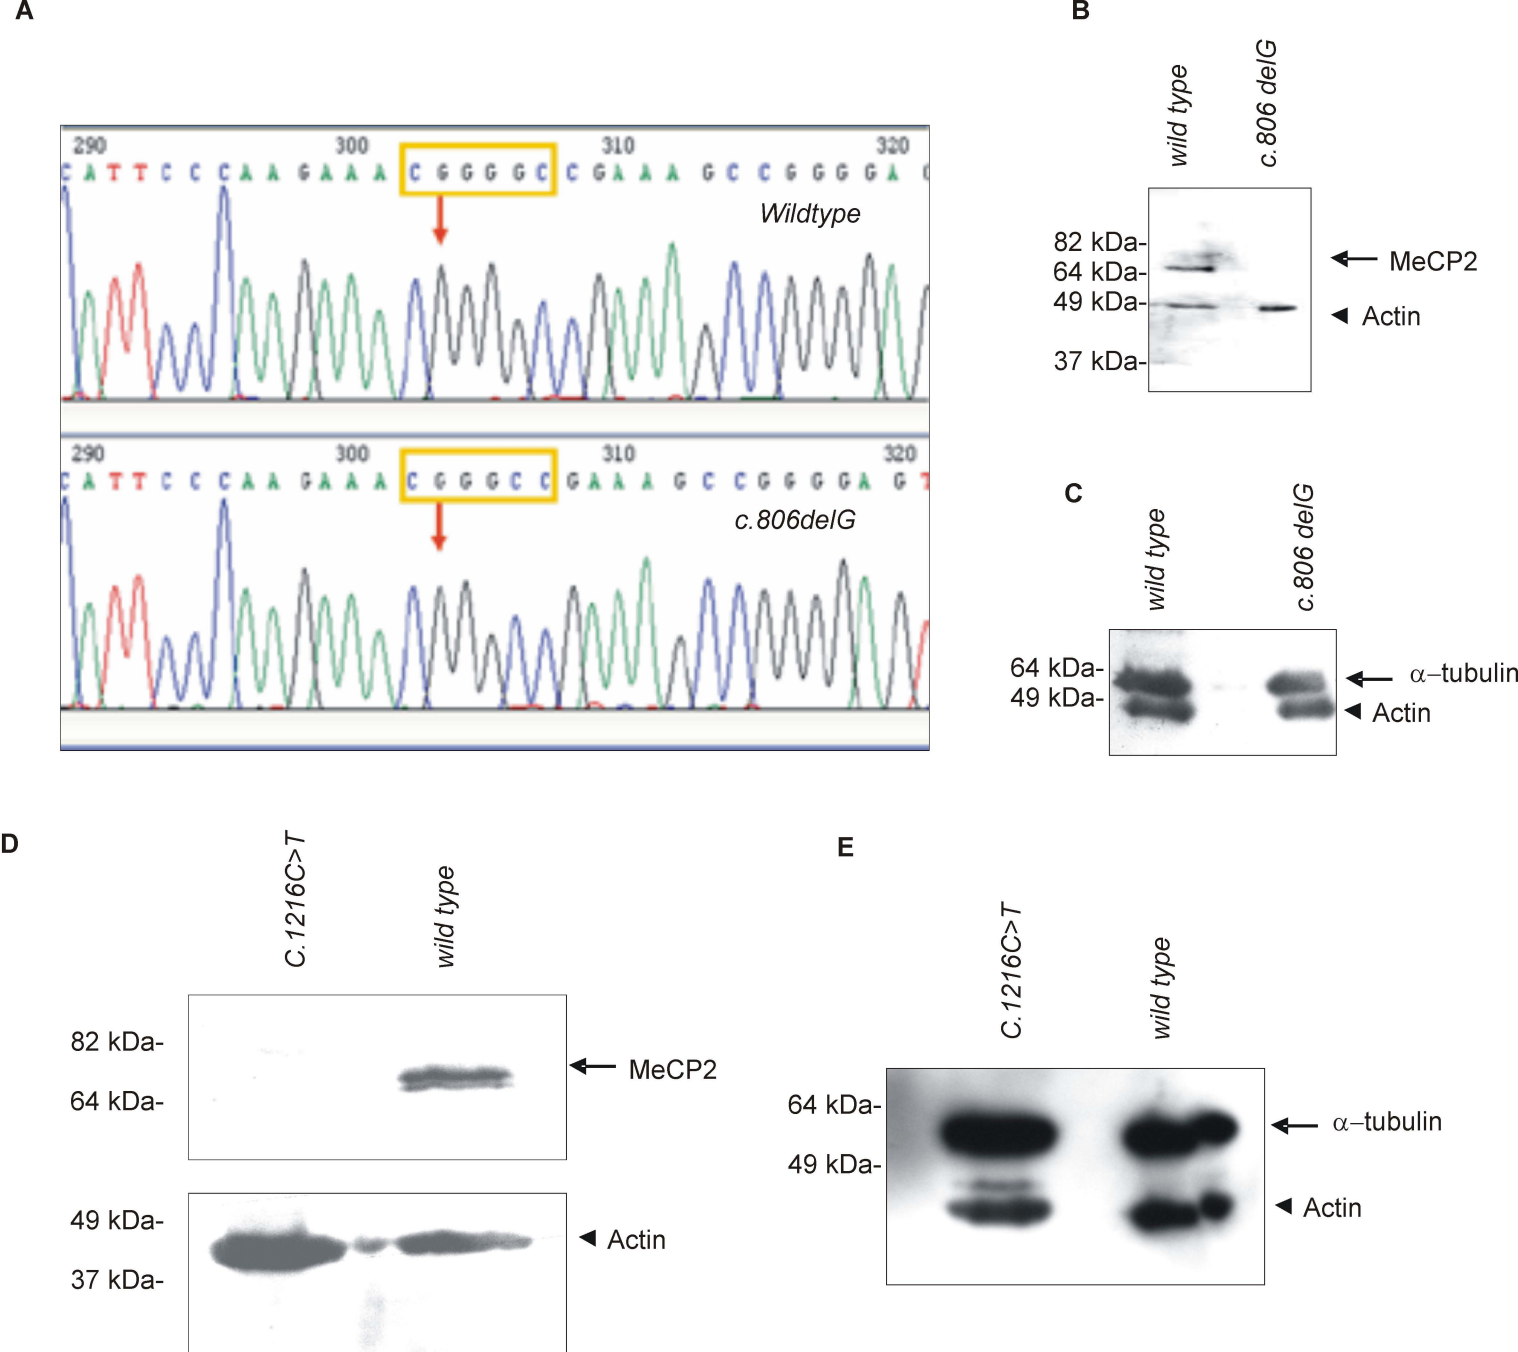 A
290 300 310 320
C A T T C C C A A G A A A C G G G G C C G A A A G C C G G G G A
Wildtype
290 300 310 320
C A T T C C C A A G A A A C G G G C C G A A A G C C G G G G A G T
c.806delG
B
wild type
c.806 delG
82 kDa-
64 kDa-
49 kDa-
37 kDa-
MeCP2
Actin
C
wild type
c.806 delG
64 kDa-
49 kDa-
α–tubulin
Actin
D
C.1216C>T
wild type
82 kDa-
64 kDa-
MeCP2
49 kDa-
37 kDa-
Actin
E
C.1216C>T
wild type
64 kDa-
49 kDa-
α–tubulin
Actin